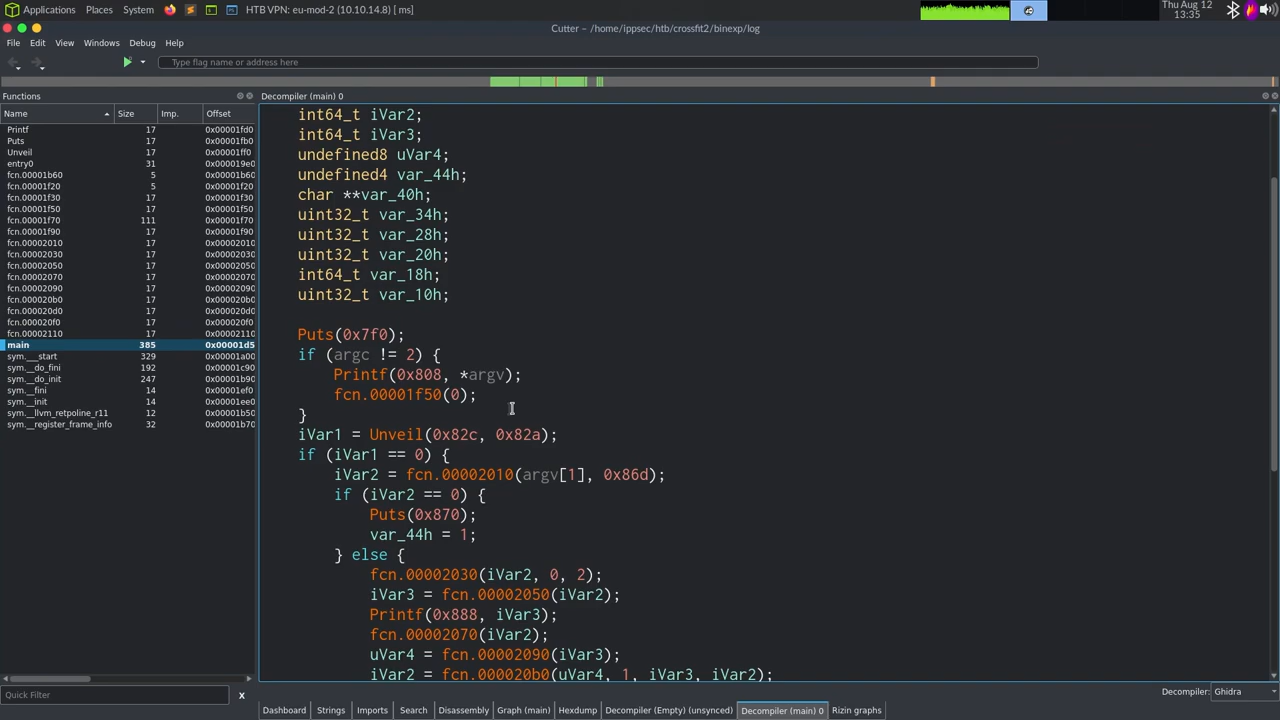 Applications Places System HTB VPN: eu-mod-2 (10.10.14.8) [ ms] Thu Aug 12
13:35
Cutter – /home/ippsec/htb/crossfit2/binexp/log
File Edit View Windows Debug Help
Type flag name or address here
Functions
Decompiler (main) 0
Name Size Imp. Offset
Printf 17 0x00001fd0
Puts 17 0x00001fb0
Unveil 17 0x00001ff0
entry0 31 0x000019e0
fcn.00001b60 5 0x00001b60
fcn.00001f20 5 0x00001f20
fcn.00001f30 17 0x00001f30
fcn.00001f50 17 0x00001f50
fcn.00001f70 111 0x00001f70
fcn.00001f90 17 0x00001f90
fcn.00002010 17 0x00002010
fcn.00002030 17 0x00002030
fcn.00002050 17 0x00002050
fcn.00002070 17 0x00002070
fcn.00002090 17 0x00002090
fcn.000020b0 17 0x000020b0
fcn.000020d0 17 0x000020d0
fcn.000020f0 17 0x000020f0
fcn.00002110 17 0x00002110
main 385 0x00001d5
sym.___start 329 0x00001a00
sym.__do_fini 192 0x00001c90
sym.__do_init 247 0x00001b90
sym.__fini 14 0x00001ef0
sym.__init 14 0x00001ee0
sym.__llvm_retpoline_r11 12 0x00001b50
sym.__register_frame_info 32 0x00001b70
int64_t iVar2;
int64_t iVar3;
undefined8 uVar4;
undefined4 var_44h;
char **var_40h;
uint32_t var_34h;
uint32_t var_28h;
uint32_t var_20h;
int64_t var_18h;
uint32_t var_10h;
Puts(0x7f0);
if (argc != 2) {
Printf(0x808, *argv);
fcn.00001f50(0);
}
iVar1 = Unveil(0x82c, 0x82a);
if (iVar1 == 0) {
iVar2 = fcn.00002010(argv[1], 0x86d);
if (iVar2 == 0) {
Puts(0x870);
var_44h = 1;
} else {
fcn.00002030(iVar2, 0, 2);
iVar3 = fcn.00002050(iVar2);
Printf(0x888, iVar3);
fcn.00002070(iVar2);
uVar4 = fcn.00002090(iVar3);
iVar2 = fcn.000020b0(uVar4, 1, iVar3, iVar2);
Quick Filter X
Decompiler: Ghidra
Dashboard Strings Imports Search Disassembly Graph (main) Hexdump Decompiler (Empty) (unsynced) Decompiler (main) 0 Rizin graphs